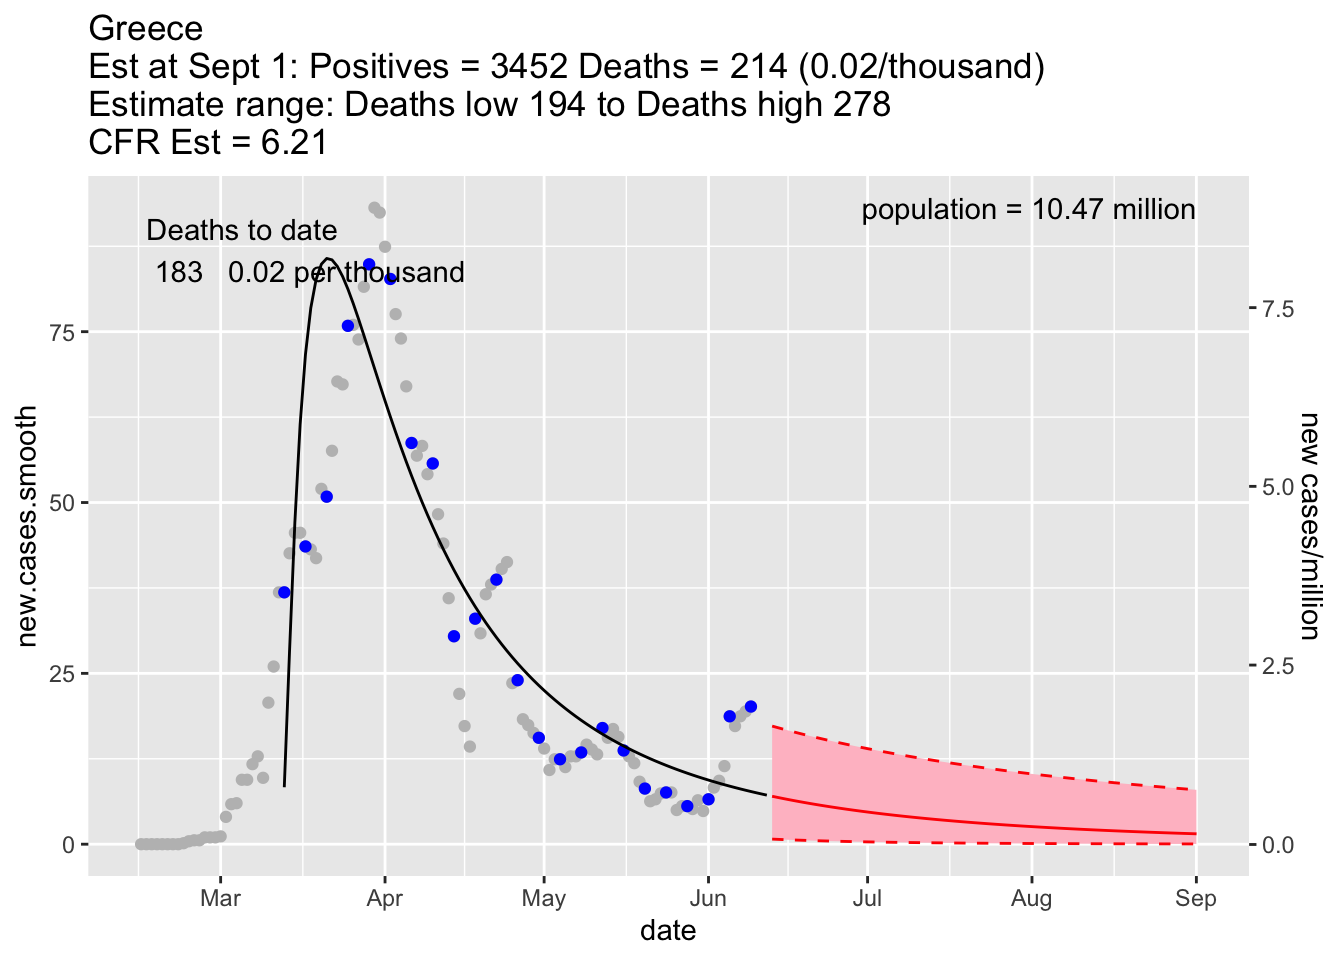 Greece
Est at Sept 1: Positives = 3452 Deaths = 214 (0.02/thousand)
Estimate range: Deaths low 194 to Deaths high 278
CFR Est = 6.21
Deaths to date
183 0.02 per thousand
population = 10.47 million
new.cases.smooth
75
50
25
0
new cases/million
7.5
5.0
2.5
0.0
Mar Apr May Jun Jul Aug Sep
date